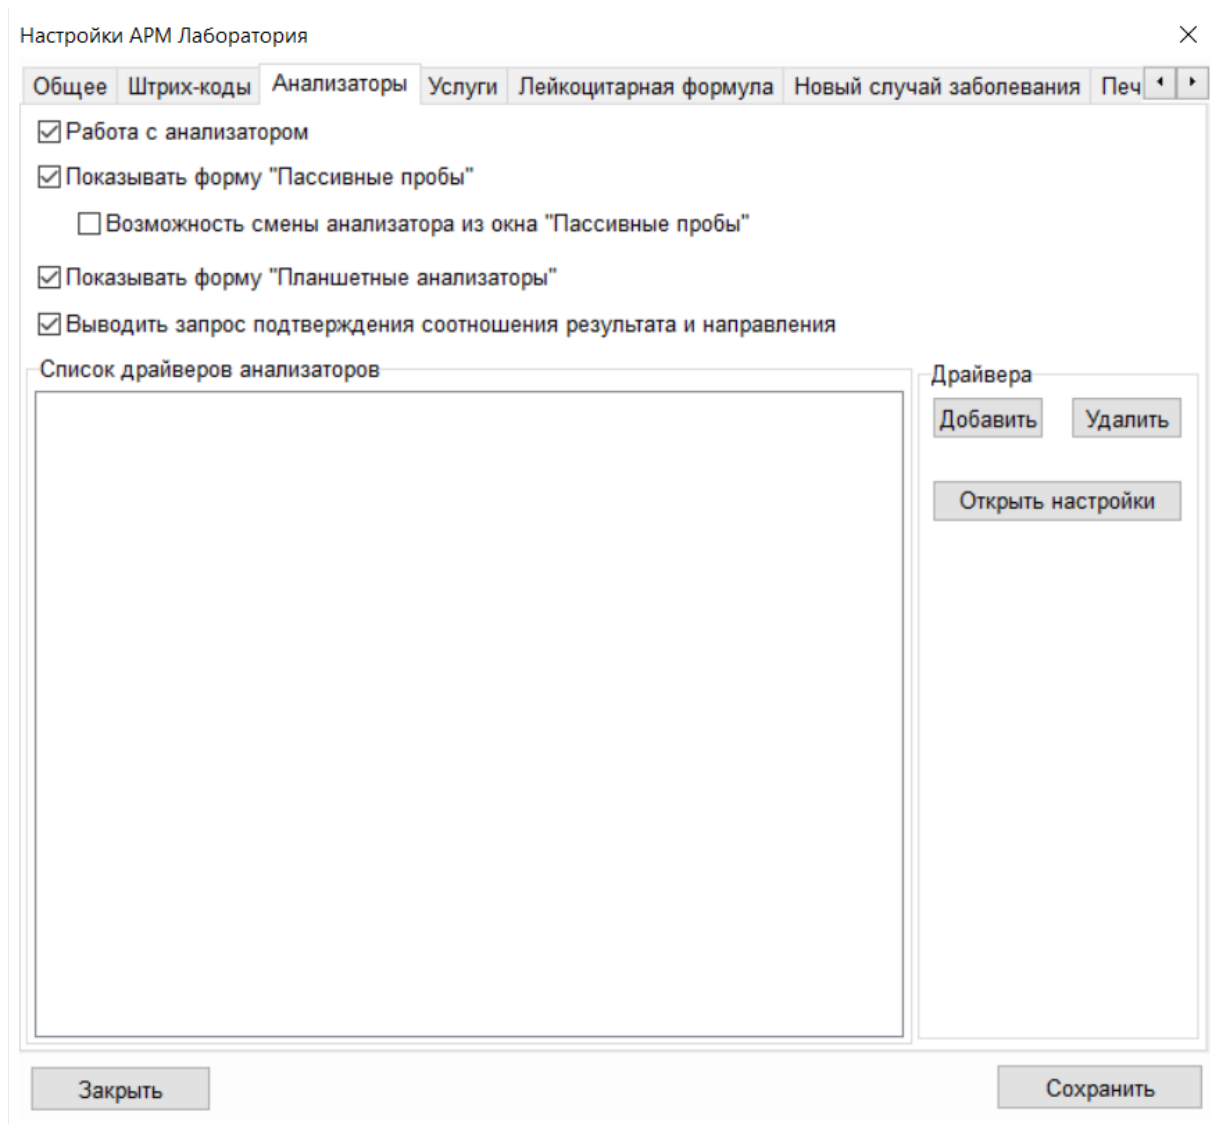 Настройки АРМ Лаборатория
Общее Штрих-коды Анализаторы Услуги Лейкоцитарная формула Новый случай заболевания Печ
Работа с анализатором
Показывать форму "Пассивные пробы"
Возможность смены анализатора из окна "Пассивные пробы"
Показывать форму "Планшетные анализаторы"
Выводить запрос подтверждения соотношения результата и направления
Список драйверов анализаторов
Драйвера
Добавить Удалить
Открыть настройки
Закрыть Сохранить